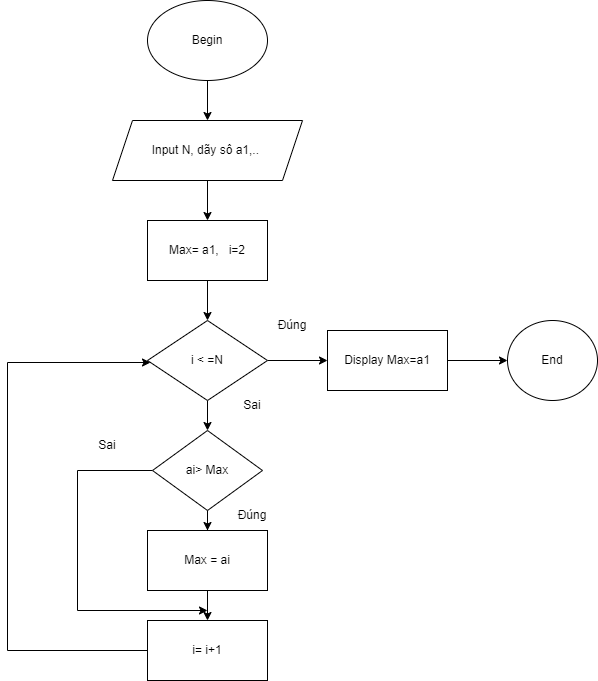 Begin
Input N, dãy sô a1,..
Max= a1, i=2
Đúng
i < =N
Display Max=a1
End
Sai
Sai
ai> Max
Đúng
Max = ai
i= i+1